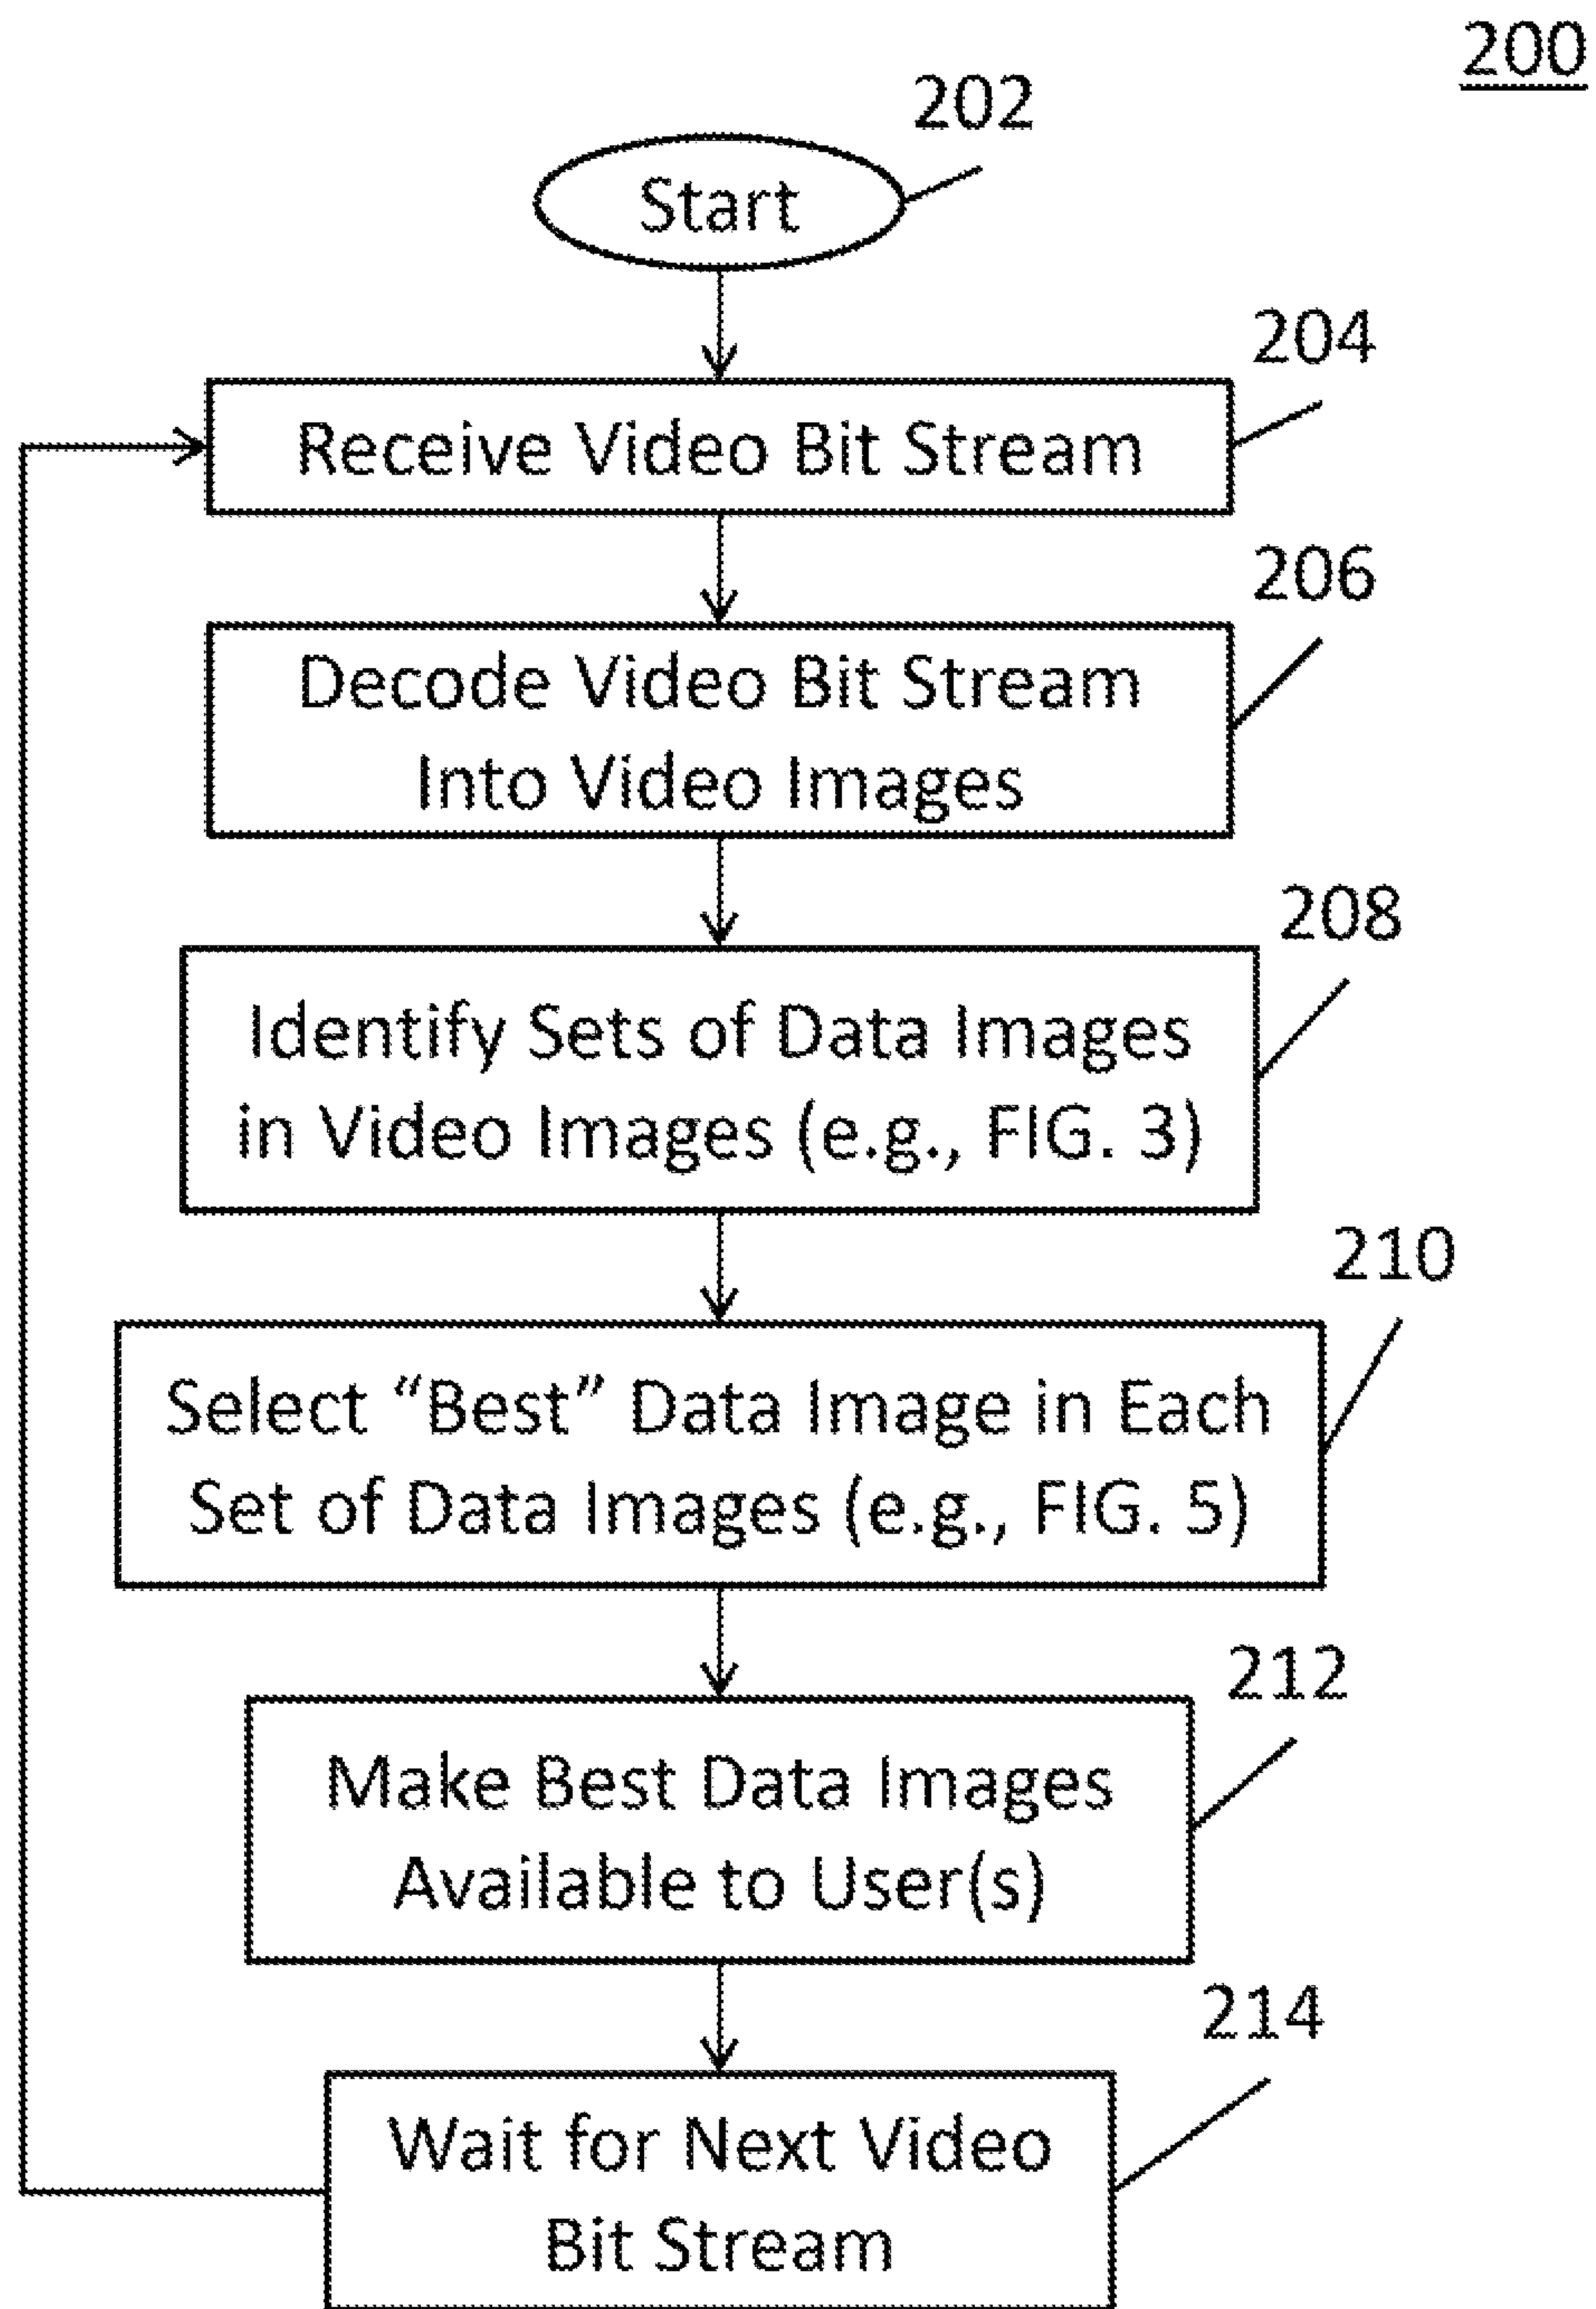 200
202
Start
204
Receive Video Bit Stream
206
Decode Video Bit Stream
Into Video Images
208
Identify Sets of Data Images
in Video Images (e.g., FIG. 3)
210
Select “Best” Data Image in Each
Set of Data Images (e.g., FIG. 5)
212
Make Best Data Images
Available to User(s)
214
Wait for Next Video
Bit Stream